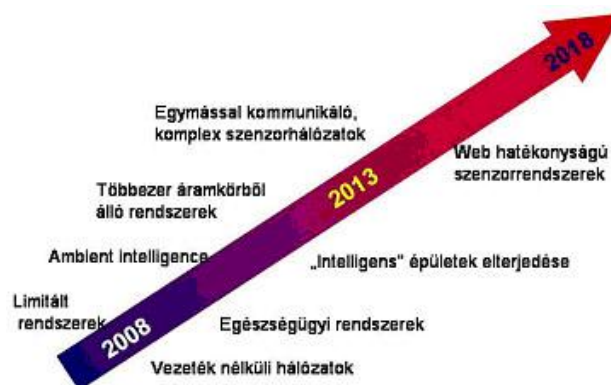 2018
Egymással kommunikáló,
komplex szenzorhálózatok
Web hatékonyságú
szenzorrendszerek
2013
Többezer áramkörből
álló rendszerek
Ambient intelligence
„Intelligens” épületek elterjedése
Limitált
rendszerek
2008
Egészségügyi rendszerek
Vezeték nélküli hálózatok